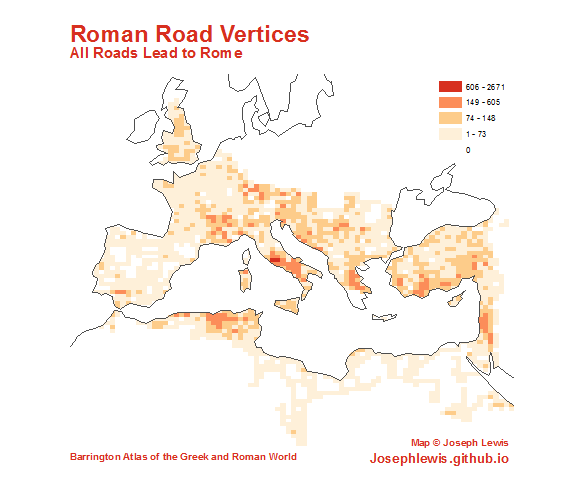 Roman Road Vertices
All Roads Lead to Rome
606 - 2671
149 - 605
74 - 148
1 - 73
0
Map © Joseph Lewis
Barrington Atlas of the Greek and Roman World
Josephlewis.github.io